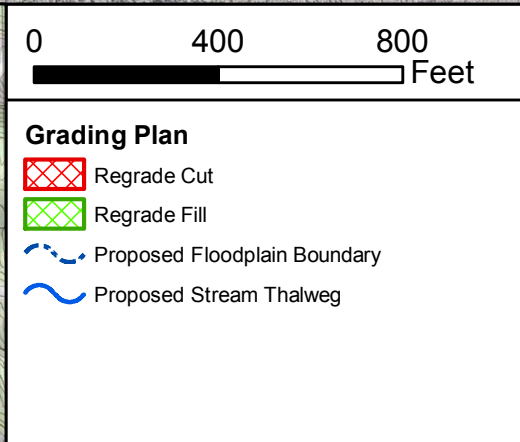 0 400 800
Feet
Grading Plan
Regrade Cut
Regrade Fill
Proposed Floodplain Boundary
Proposed Stream Thalweg